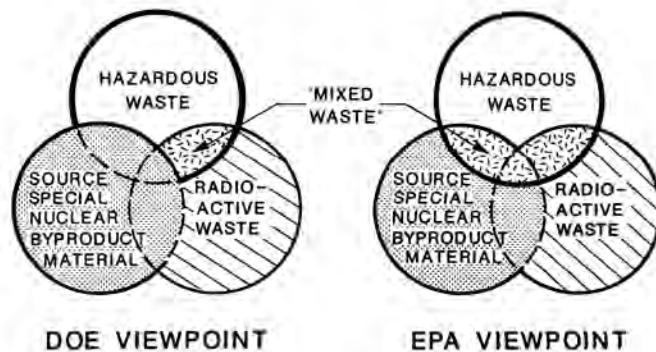 HAZARDOUS
WASTE
"MIXED
WASTE"
HAZARDOUS
WASTE
SOURCE
SPECIAL
NUCLEAR
BYPRODUCT
MATERIAL
RADIO-
ACTIVE
WASTE
SOURCE
SPECIAL
NUCLEAR
BYPRODUCT
MATERIAL
RADIO-
ACTIVE
WASTE
DOE VIEWPOINT
EPA VIEWPOINT